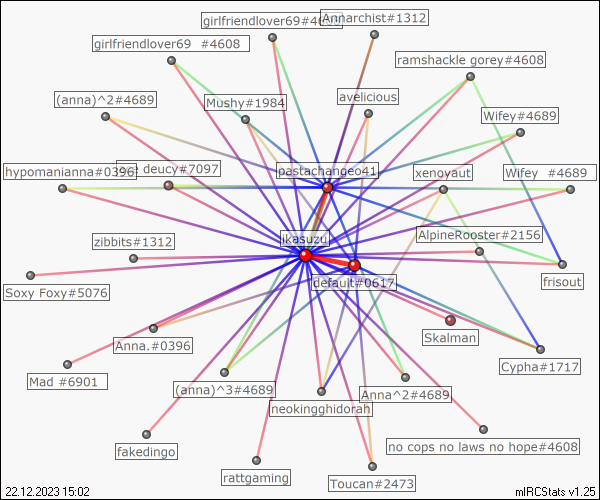 girlfriendlover69#4608
Annarchist#1312
girlfriendlover69  #4608
ramshackle gorey#4608
(anna)^2#4689
Mushy#1984
avelicious
Wifey#4689
hypomanianna#0396
deucy#7097
pastachangeo41
xenoyaut
Wifey  #4689
zibbits#1312
ikasuzu
AlpineRooster#2156
Soxy Foxy#5076
default#0617
frisout
Anna.#0396
Skalman
Mad #6901
(anna)^3#4689
neokingghidorah
Anna^2#4689
Cypha#1717
fakedingo
rattgaming
Toucan#2473
no cops no laws no hope#4608
22.12.2023 15:02
mIRCStats v1.25